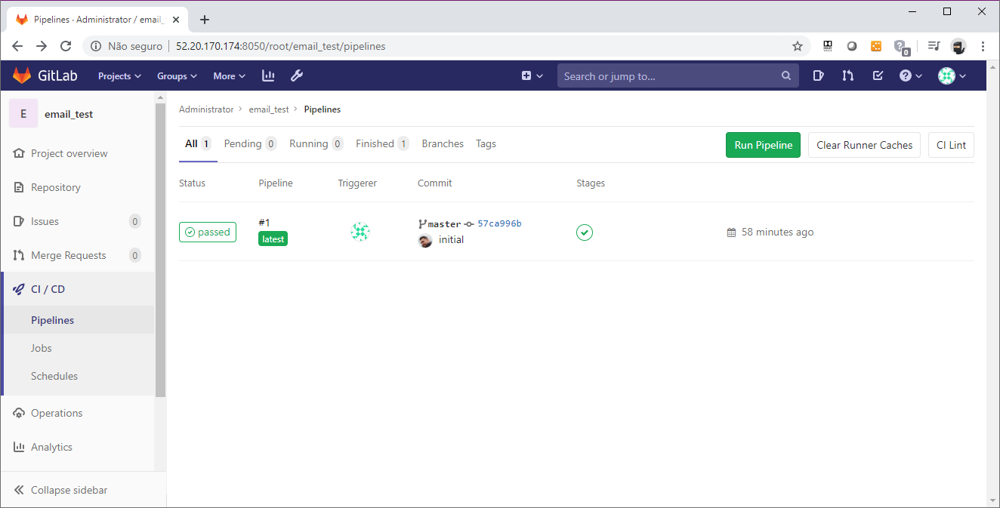 Pipelines · Administrator / email_
Não seguro
52.20.170.174:8050/root/email_test/pipelines
0
GitLab
Projects
Groups
More
Search or jump to...
E
email_test
Project overview
Repository
Issues 0
Merge Requests 0
CI / CD
Pipelines
Jobs
Schedules
Operations
Analytics
Collapse sidebar
Administrator > email_test > Pipelines
All 1
Pending 0
Running 0
Finished 1
Branches
Tags
Run Pipeline
Clear Runner Caches
CI Lint
Status
Pipeline
Triggerer
Commit
Stages
passed
#1
latest
master
57ca996b
initial
58 minutes ago